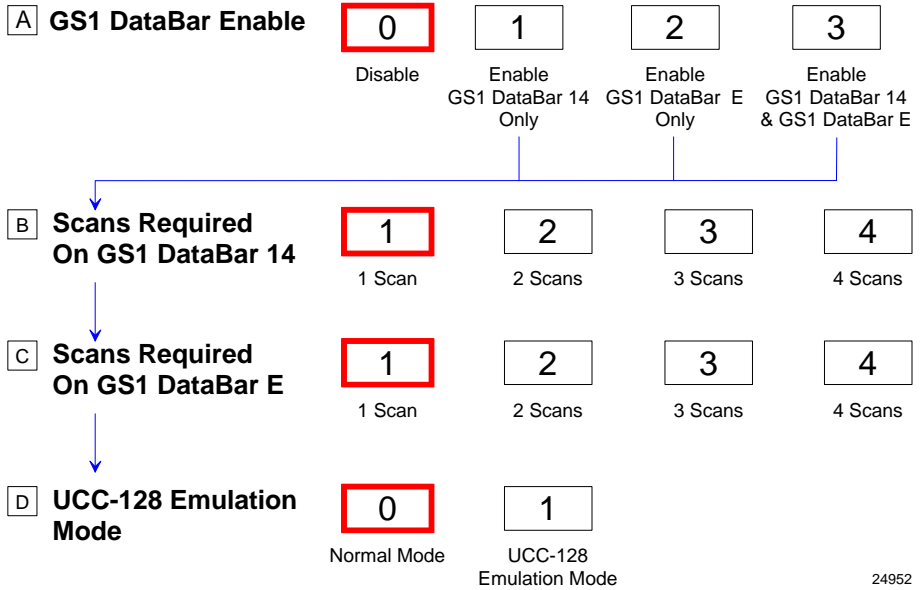 A GS1 DataBar Enable 0 1 2 3
Disable Enable Enable Enable
GS1 DataBar 14 GS1 DataBar E GS1 DataBar 14
Only Only & GS1 DataBar E
B Scans Required
On GS1 DataBar 14
1 2 3 4
1 Scan 2 Scans 3 Scans 4 Scans
C Scans Required
On GS1 DataBar E
1 2 3 4
1 Scan 2 Scans 3 Scans 4 Scans
D UCC-128 Emulation
Mode
0 1
Normal Mode UCC-128
Emulation Mode
24952